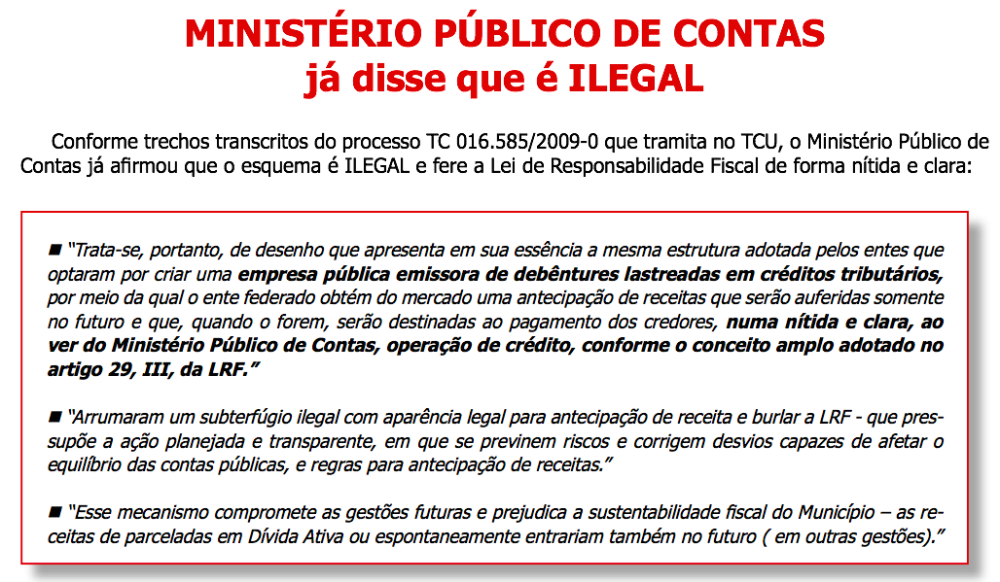 MINISTÉRIO PÚBLICO DE CONTAS
já disse que é ILEGAL
Conforme trechos transcritos do processo TC 016.585/2009-0 que tramita no TCU, o Ministério Público de
Contas já afirmou que o esquema é ILEGAL e fere a Lei de Responsabilidade Fiscal de forma nítida e clara:
■ “Trata-se, portanto, de desenho que apresenta em sua essência a mesma estrutura adotada pelos entes que
optaram por criar uma empresa pública emissora de debêntures lastreadas em créditos tributários,
por meio da qual o ente federado obtém do mercado uma antecipação de receitas que serão auferidas somente
no futuro e que, quando o forem, serão destinadas ao pagamento dos credores, numa nítida e clara, ao
ver do Ministério Público de Contas, operação de crédito, conforme o conceito amplo adotado no
artigo 29, III, da LRF.”
■ “Arrumaram um subterfúgio ilegal com aparência legal para antecipação de receita e burlar a LRF - que pres-
supõe a ação planejada e transparente, em que se previnem riscos e corrigem desvios capazes de afetar o
equilíbrio das contas públicas, e regras para antecipação de receitas.”
■ “Esse mecanismo compromete as gestões futuras e prejudica a sustentabilidade fiscal do Município – as re-
ceitas de parceladas em Dívida Ativa ou espontaneamente entrariam também no futuro ( em outras gestões).”